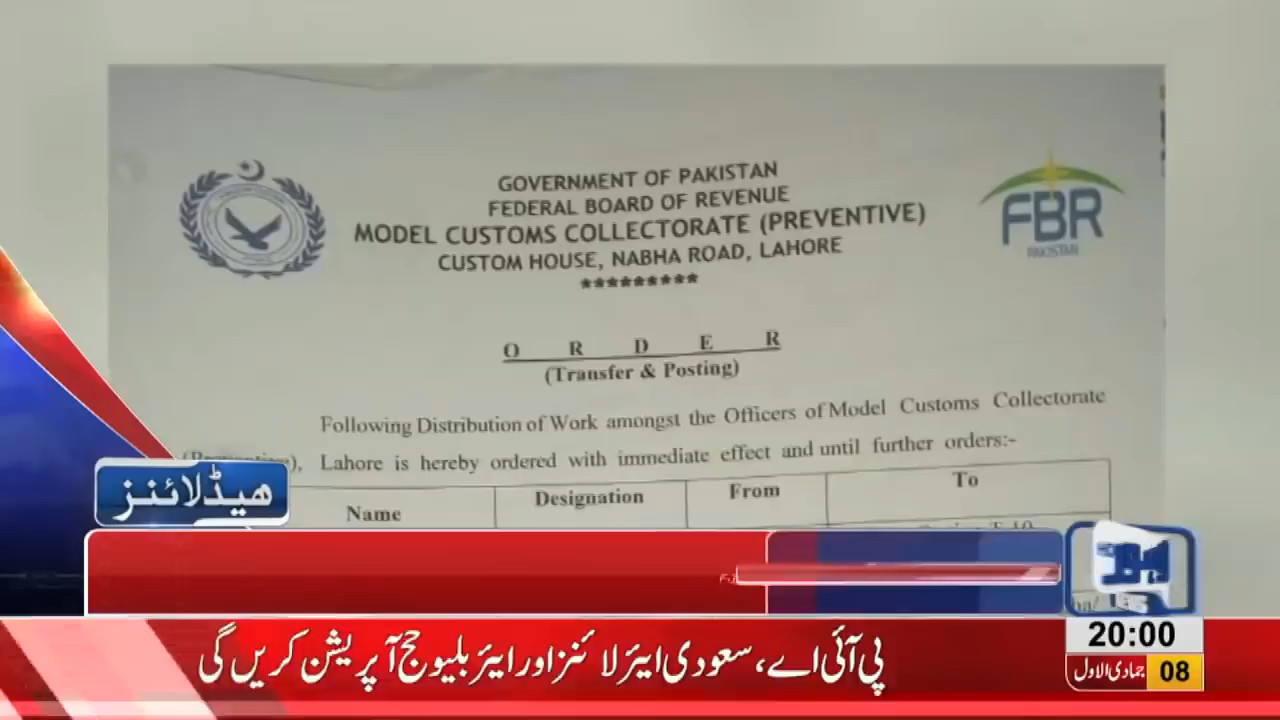 GOVERNMENT OF PAKISTAN
FEDERAL BOARD OF REVENUE
MODEL CUSTOMS COLLECTORATE (PREVENTIVE)
CUSTOM HOUSE, NABHA ROAD, LAHORE
*********
FBR
PAKISTAN
O R D E R
(Transfer & Posting)
Following Distribution of Work amongst the Officers of Model Customs Collectorate
Lahore is hereby ordered with immediate effect and until further orders:-
Name Designation From To
ہیڈلائنز
20:00
08 جمادی الاول
پی آئی اے، سعودی ایئر لائنز اور ایئر بلیو حج آپریشن کریں گی